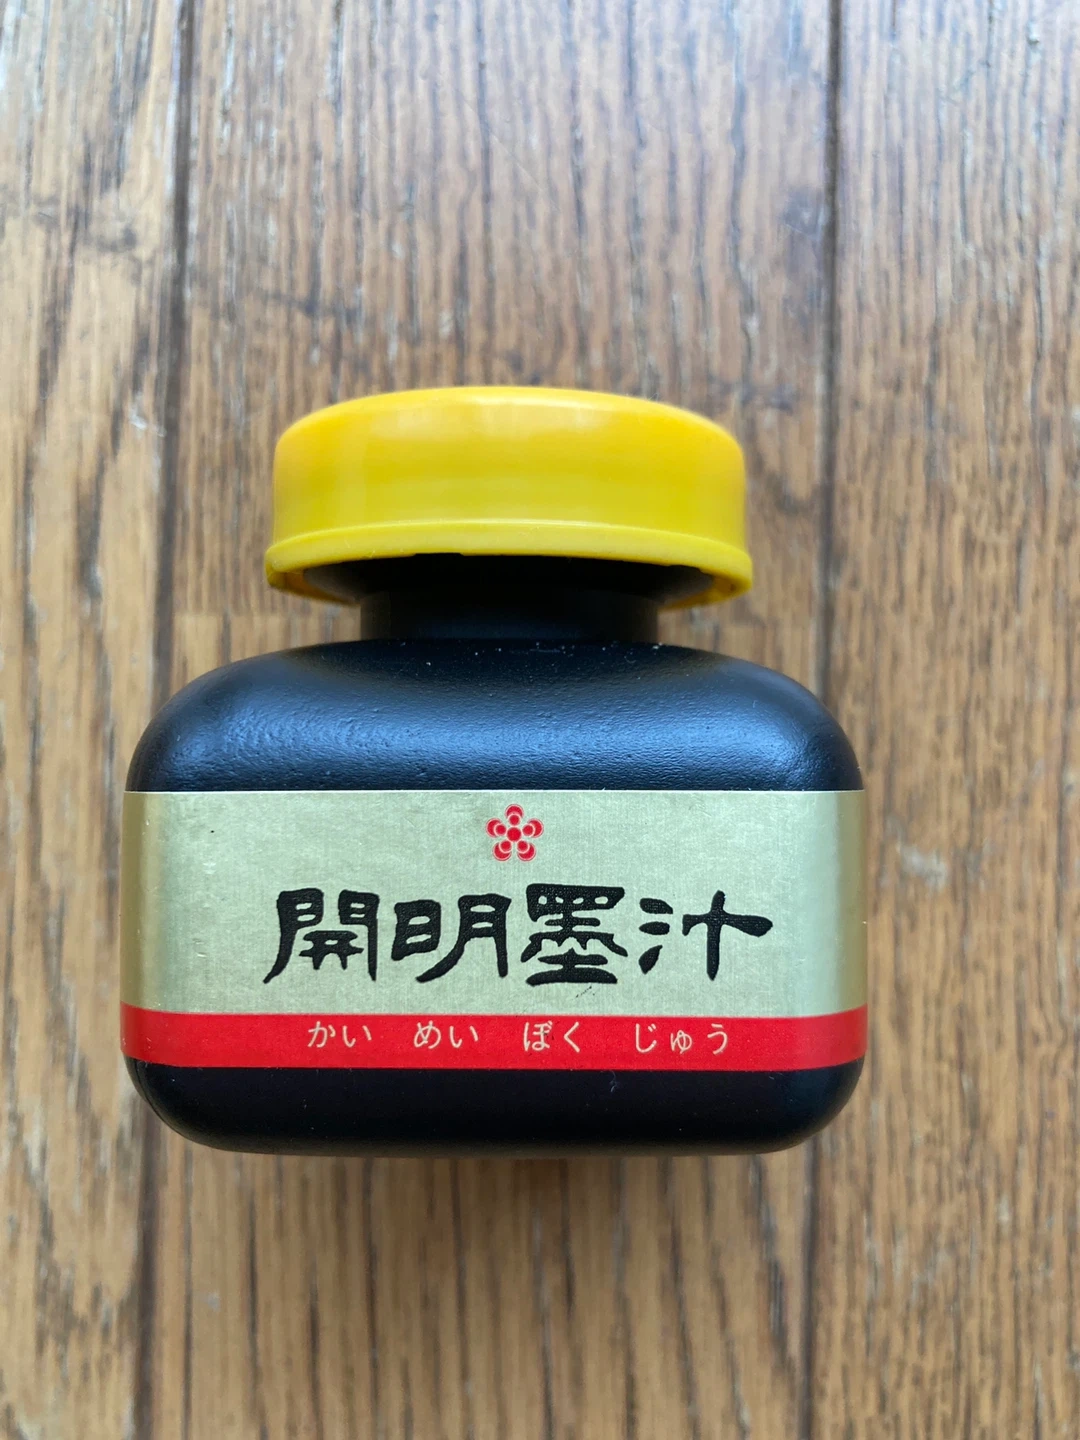 開明墨汁
かい めい ぼく じゅう